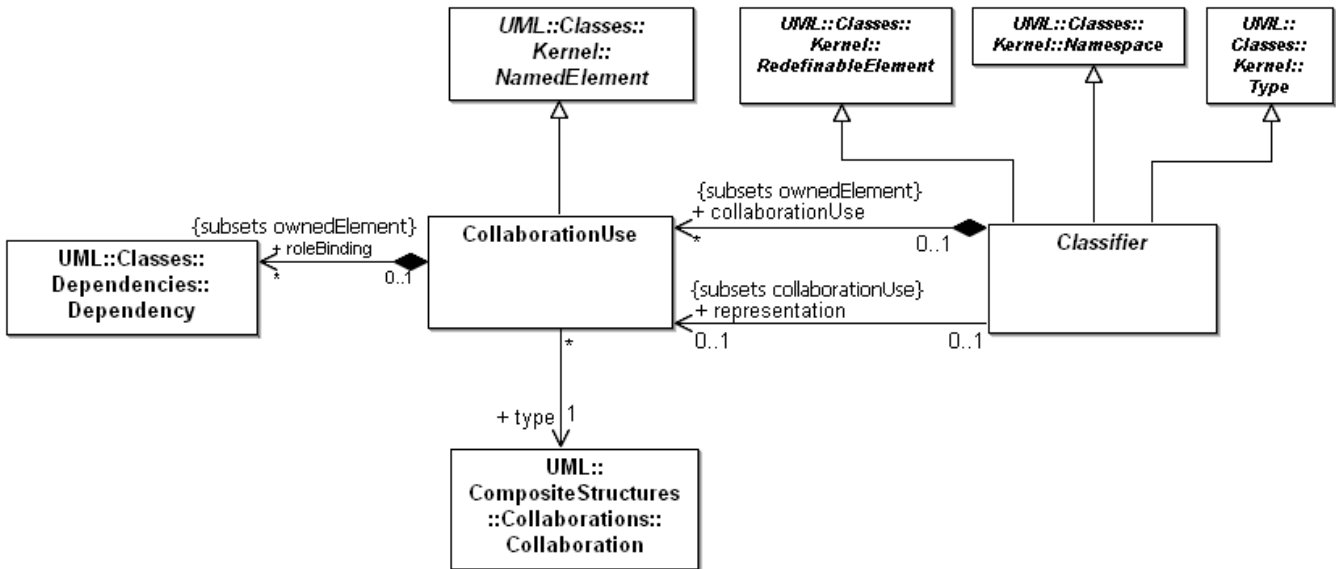 UML::Classes::
Kernel::
NamedElement
UML::Classes::
Kernel::
RedefinableElement
UML::Classes::
Kernel::Namespace
UML::
Classes::
Kernel::
Type
{subsets ownedElement}
+ roleBinding
*
0..1
UML::Classes::
Dependencies::
Dependency
CollaborationUse
{subsets ownedElement}
+ collaborationUse
*
0..1
{subsets collaborationUse}
+ representation
0..1
0..1
Classifier
*
+ type
1
UML::
CompositeStructures
::Collaborations::
Collaboration